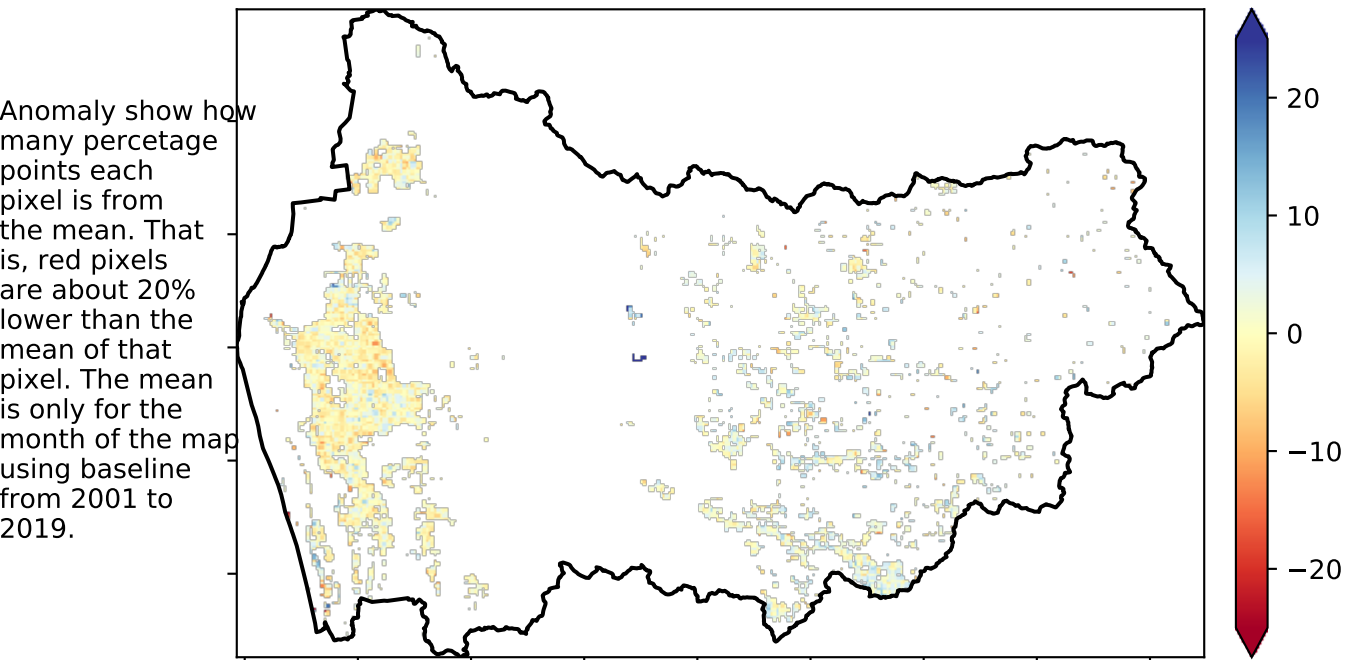 Anomaly show how
many percetage
points each
pixel is from
the mean. That
is, red pixels
are about 20%
lower than the
mean of that
pixel. The mean
is only for the
month of the map
using baseline
from 2001 to
2019.
20
10
0
−10
−20